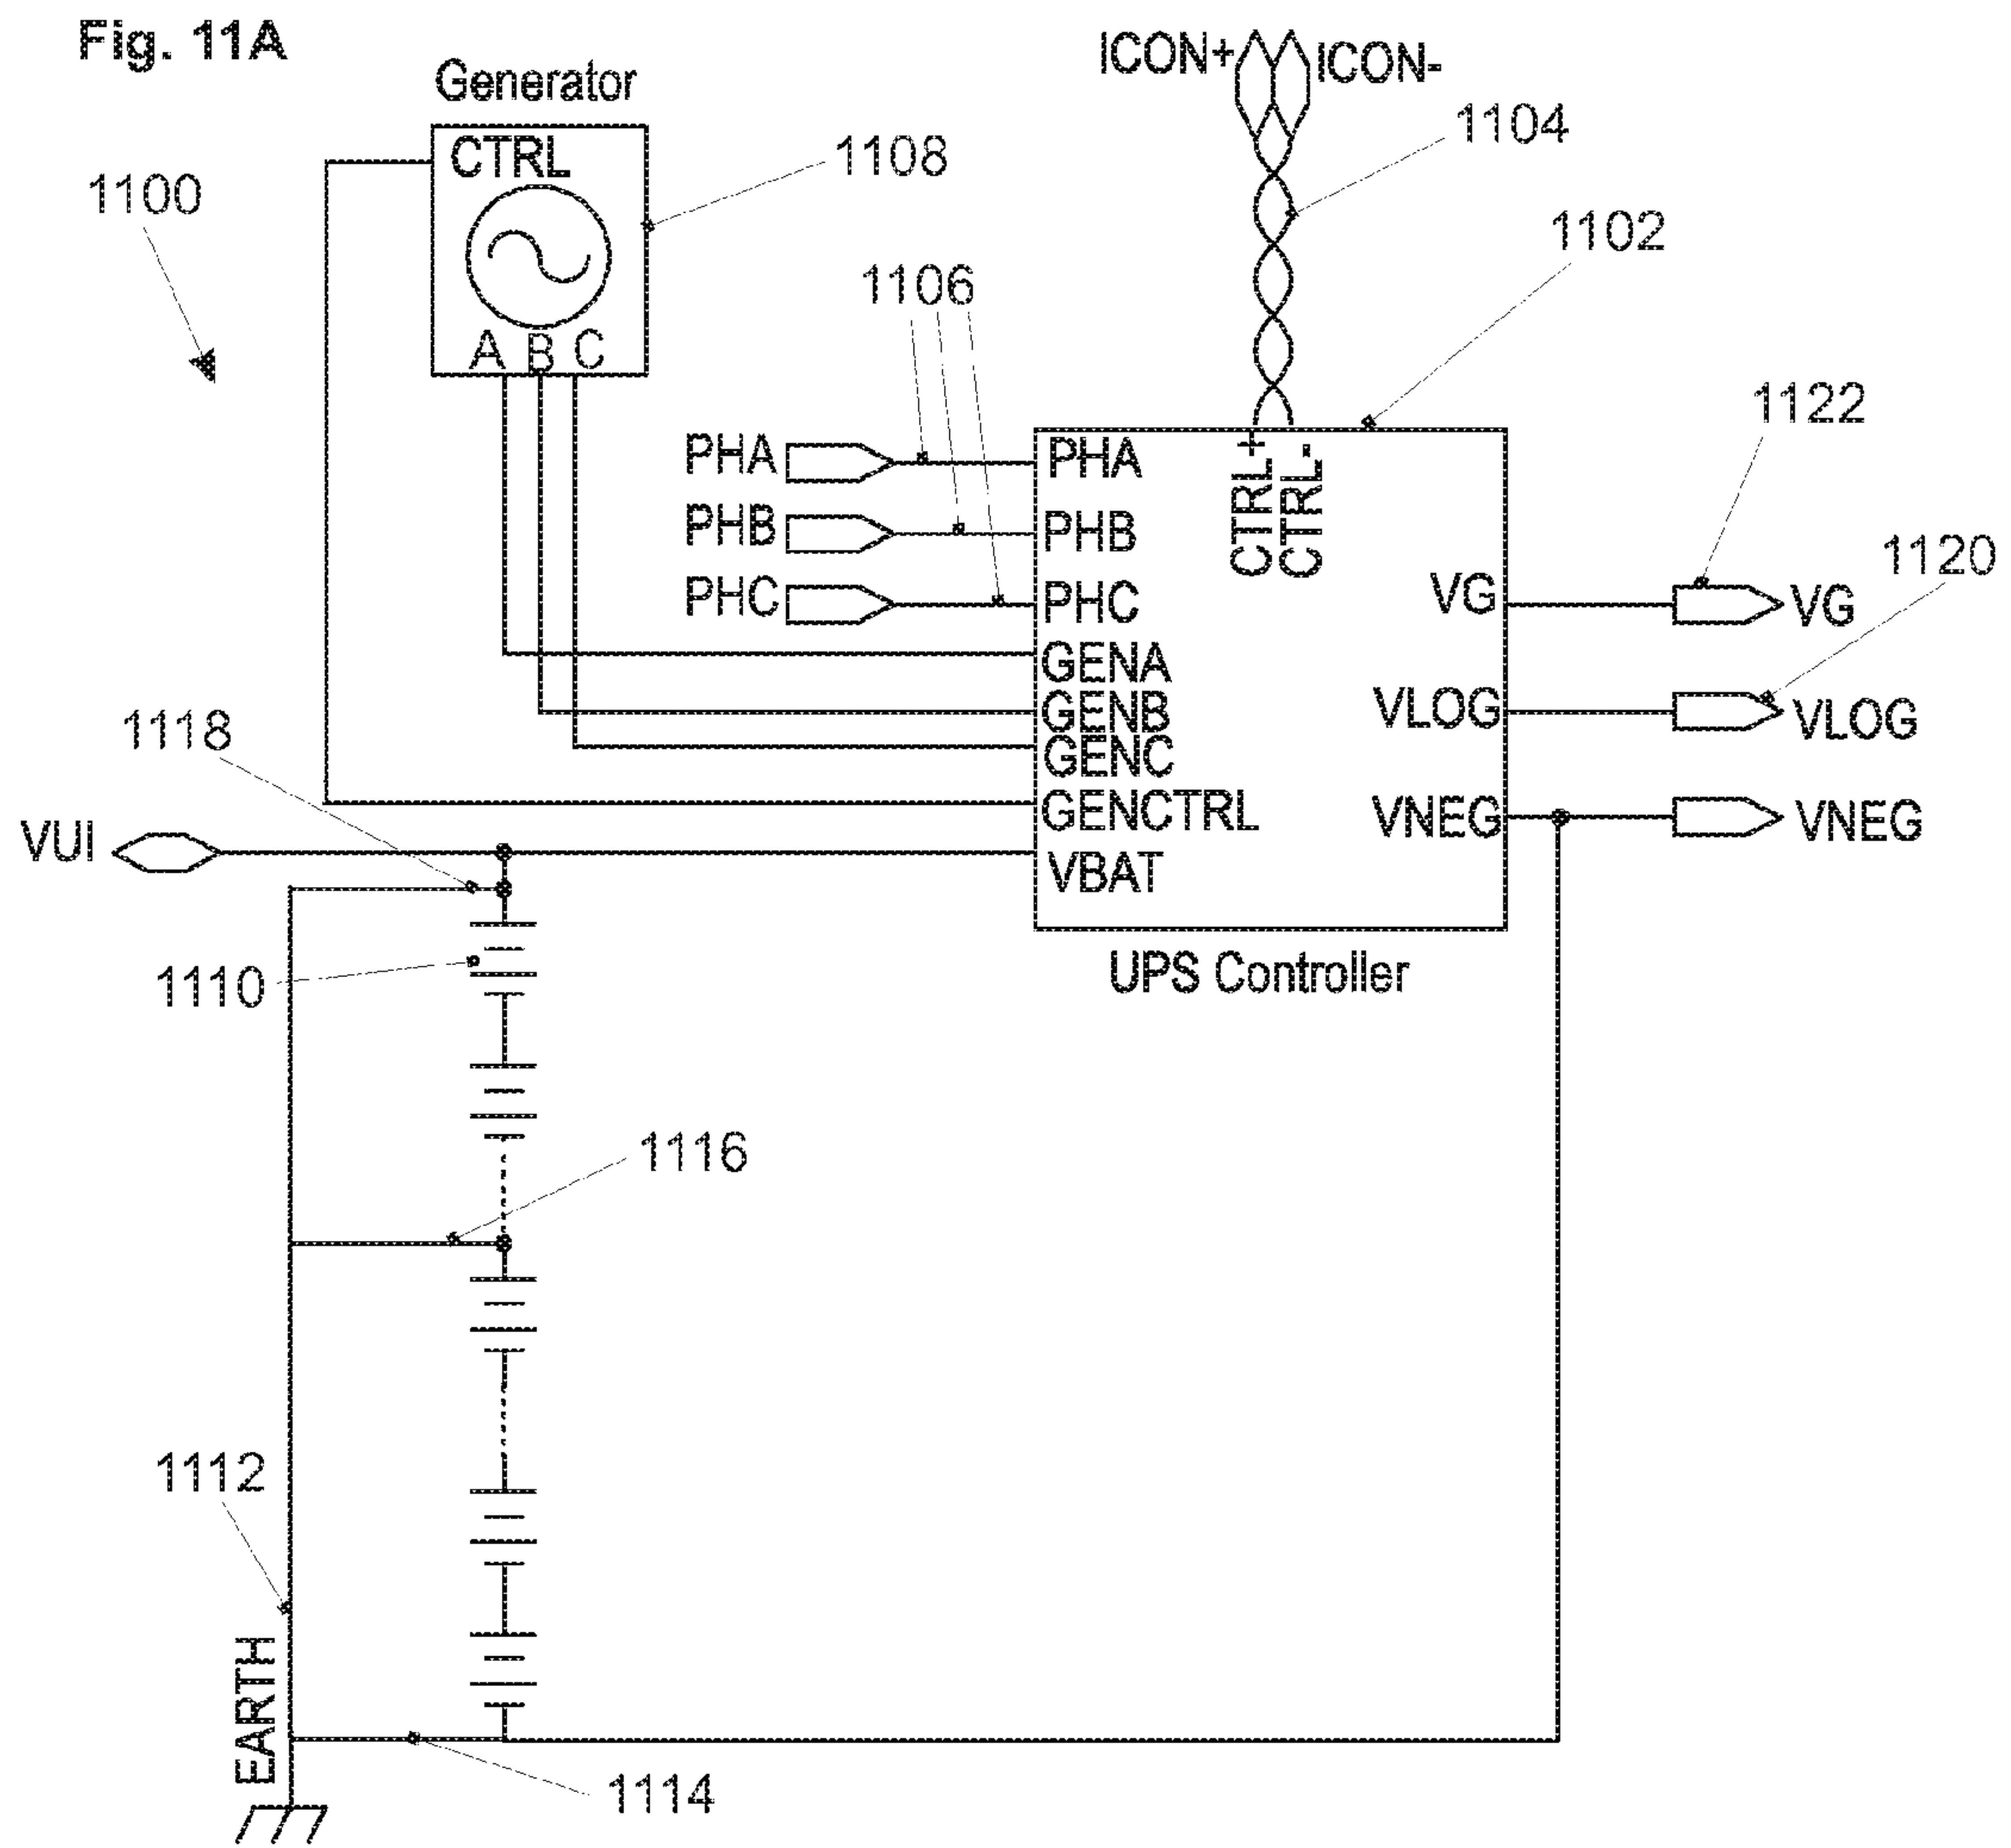 Fig. 11A
Generator
ICON+
ICON-
1104
CTRL
1108
1100
1102
1106
A B C
1122
PHA
PHA
CTRL+
CTRL-
PHB
PHB
1120
PHC
PHC
VG
VG
GENA
1118
GENB
VLOG
VLOG
GENC
GENCTRL
VNEG
VNEG
VUI
VBAT
1110
UPS Controller
1116
1112
EARTH
1114